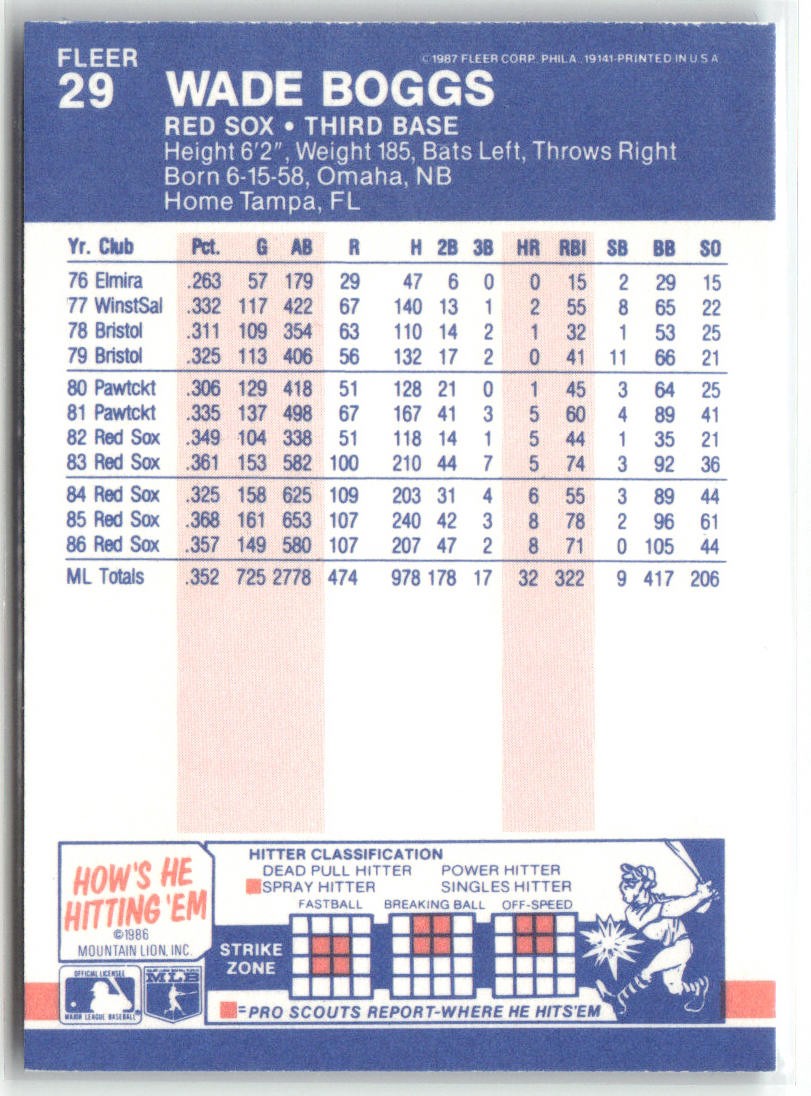 FLEER
29
© 1987 FLEER CORP. PHILA. 19141-PRINTED IN U S A
WADE BOGGS
RED SOX • THIRD BASE
Height 6'2", Weight 185, Bats Left, Throws Right
Born 6-15-58, Omaha, NB
Home Tampa, FL
Yr. Club Pct. G AB R H 2B 3B HR RBI SB BB SO
76 Elmira .263 57 179 29 47 6 0 0 15 2 29 15
77 WinstSal .332 117 422 67 140 13 1 2 55 8 65 22
78 Bristol .311 109 354 63 110 14 2 1 32 1 53 25
79 Bristol .325 113 406 56 132 17 2 0 41 11 66 21
80 Pawtckt .306 129 418 51 128 21 0 1 45 3 64 25
81 Pawtckt .335 137 498 67 167 41 3 5 60 4 89 41
82 Red Sox .349 104 338 51 118 14 1 5 44 1 35 21
83 Red Sox .361 153 582 100 210 44 7 5 74 3 92 36
84 Red Sox .325 158 625 109 203 31 4 6 55 3 89 44
85 Red Sox .368 161 653 107 240 42 3 8 78 2 96 61
86 Red Sox .357 149 580 107 207 47 2 8 71 0 105 44
ML Totals .352 725 2778 474 978 178 17 32 322 9 417 206
HOW'S HE
HITTING 'EM
©1986
MOUNTAIN LION, INC.
OFFICIAL LICENSEE
MAJOR LEAGUE BASEBALL
MLB
HITTER CLASSIFICATION
DEAD PULL HITTER POWER HITTER
SPRAY HITTER SINGLES HITTER
FASTBALL BREAKING BALL OFF-SPEED
STRIKE
ZONE
=PRO SCOUTS REPORT-WHERE HE HITS 'EM